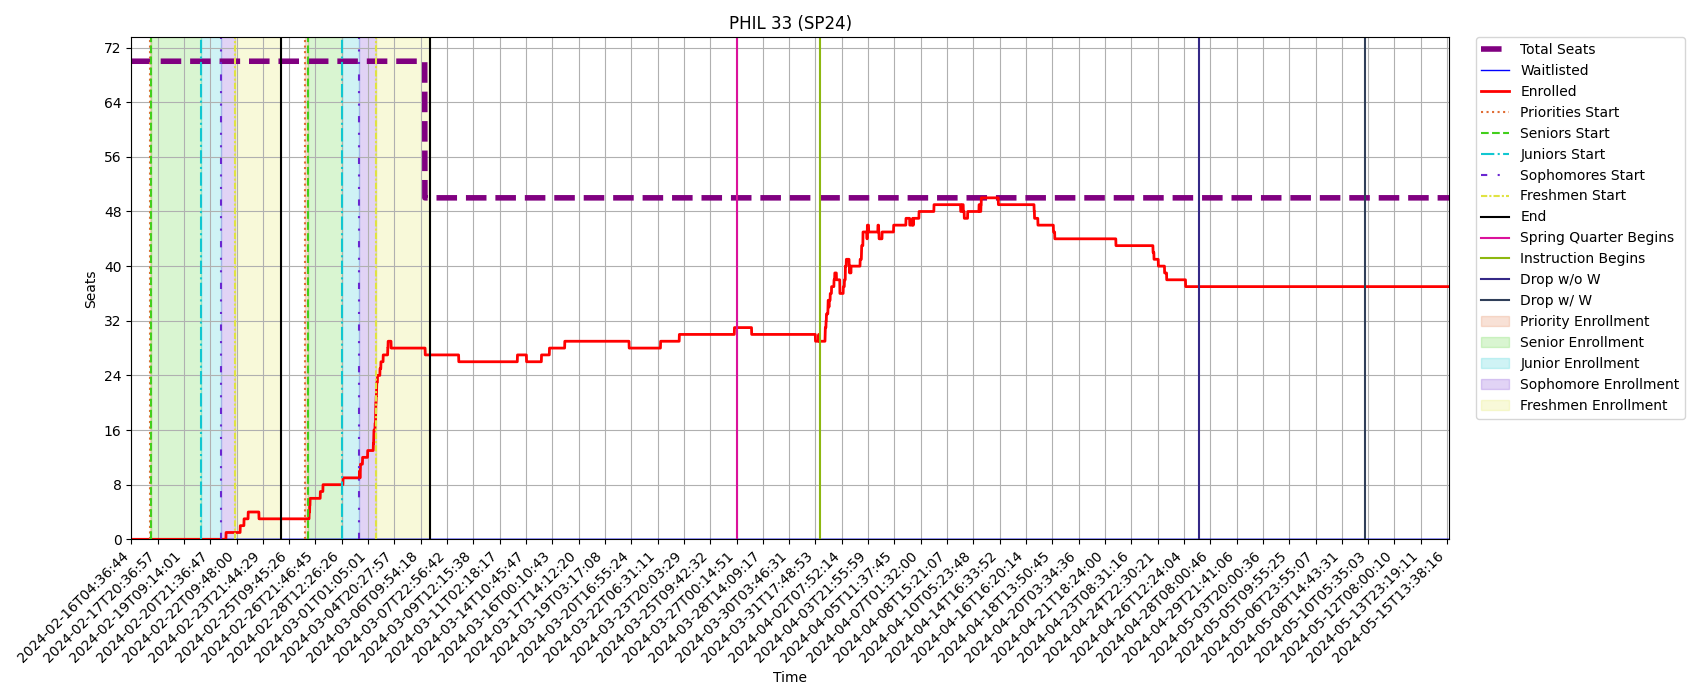 PHIL 33 (SP24)
72
64
56
48
40
32
24
16
8
0
Seats
2024-02-16T04:36:44
2024-02-17T20:36:57
2024-02-19T09:14:01
2024-02-20T21:36:47
2024-02-22T09:48:00
2024-02-23T21:44:29
2024-02-25T09:45:26
2024-02-26T21:46:45
2024-02-28T12:26:26
2024-03-01T01:05:01
2024-03-04T20:27:57
2024-03-06T09:54:18
2024-03-07T22:56:42
2024-03-09T12:15:38
2024-03-11T02:18:17
2024-03-14T10:45:47
2024-03-16T00:10:43
2024-03-17T14:12:20
2024-03-19T03:17:08
2024-03-20T16:55:24
2024-03-22T06:31:11
2024-03-23T20:03:29
2024-03-25T09:42:32
2024-03-27T00:14:51
2024-03-28T14:09:17
2024-03-30T03:46:31
2024-03-31T17:48:53
2024-04-02T07:52:14
2024-04-03T21:55:59
2024-04-05T11:37:45
2024-04-07T01:32:00
2024-04-08T15:21:07
2024-04-10T05:23:48
2024-04-14T16:33:52
2024-04-16T16:20:14
2024-04-18T13:50:45
2024-04-20T03:34:36
2024-04-21T18:24:00
2024-04-23T08:31:16
2024-04-24T22:30:21
2024-04-26T12:24:04
2024-04-28T08:00:46
2024-04-29T21:41:06
2024-05-03T20:00:36
2024-05-05T09:55:25
2024-05-06T23:55:07
2024-05-08T14:43:31
2024-05-10T05:35:03
2024-05-12T08:00:10
2024-05-13T23:19:11
2024-05-15T13:38:16
Time
Total Seats
Waitlisted
Enrolled
Priorities Start
Seniors Start
Juniors Start
Sophomores Start
Freshmen Start
End
Spring Quarter Begins
Instruction Begins
Drop w/o W
Drop w/ W
Priority Enrollment
Senior Enrollment
Junior Enrollment
Sophomore Enrollment
Freshmen Enrollment